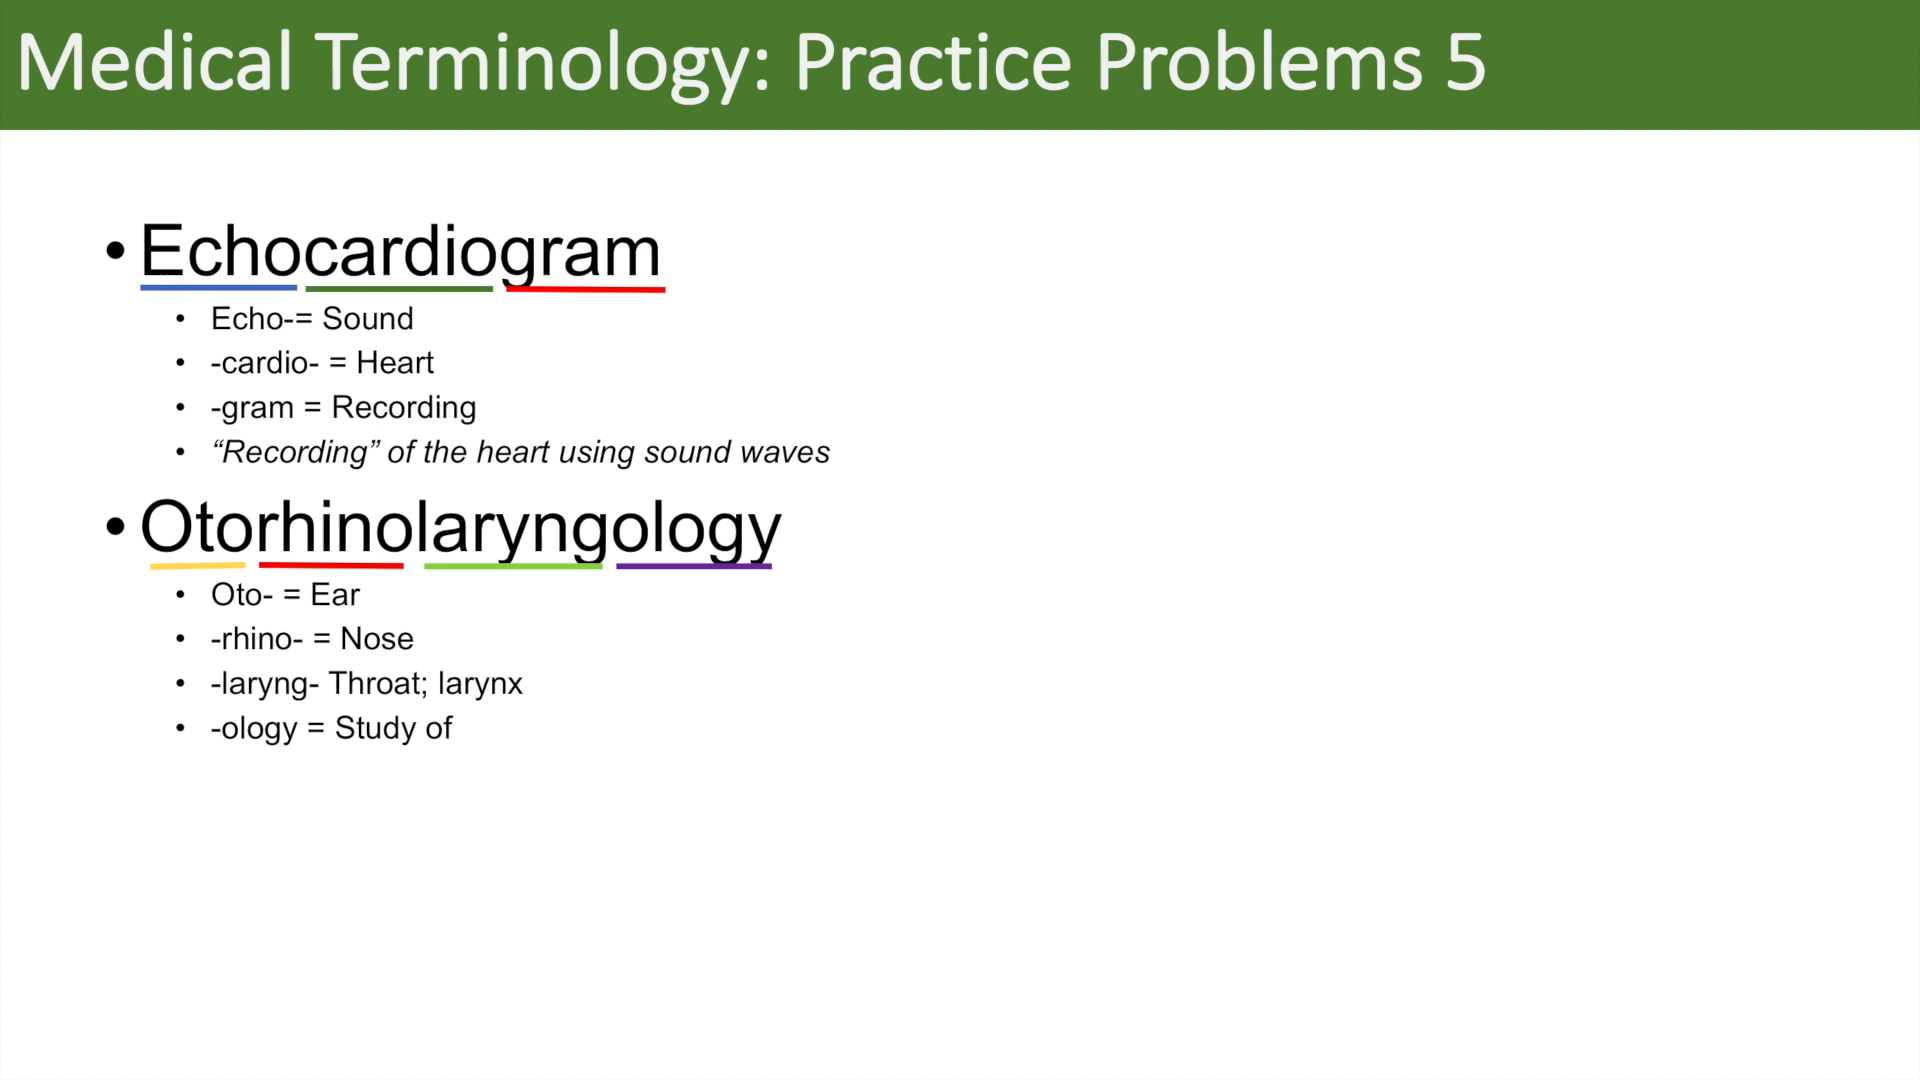 Medical Terminology: Practice Problems 5
• Echocardiogram
• Echo-= Sound
• -cardio- = Heart
• -gram = Recording
• “Recording” of the heart using sound waves
• Otorhinolaryngology
• Oto- = Ear
• -rhino- = Nose
• -laryng- Throat; larynx
• -ology = Study of